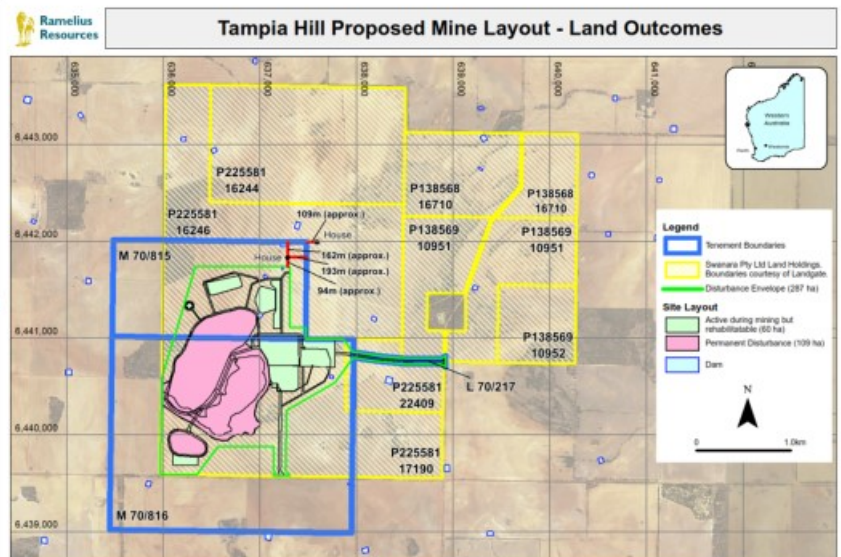 Ramelius
Resources
Tampia Hill Proposed Mine Layout - Land Outcomes
635,000
636,000
637,000
638,000
639,000
640,000
641,000
6,443,000
6,442,000
6,441,000
6,440,000
6,439,000
P225581
16244
P225581
16246
109m (approx.)
House
162m (approx.)
House
193m (approx.)
94m (approx.)
M 70/815
P138568
16710
P138568
16710
P138569
10951
P138569
10951
P138569
10952
P225581
22409
L 70/217
P225581
17190
M 70/816
Western
Australia
Legend
Tenement Boundaries
Swanara Pty Ltd Land Holdings.
Boundaries courtesy of Landgate.
Disturbance Envelope (287 ha)
Site Layout
Active during mining but
rehabilitatable (60 ha)
Permanent Disturbance (109 ha)
Dam
N
0 1.0km